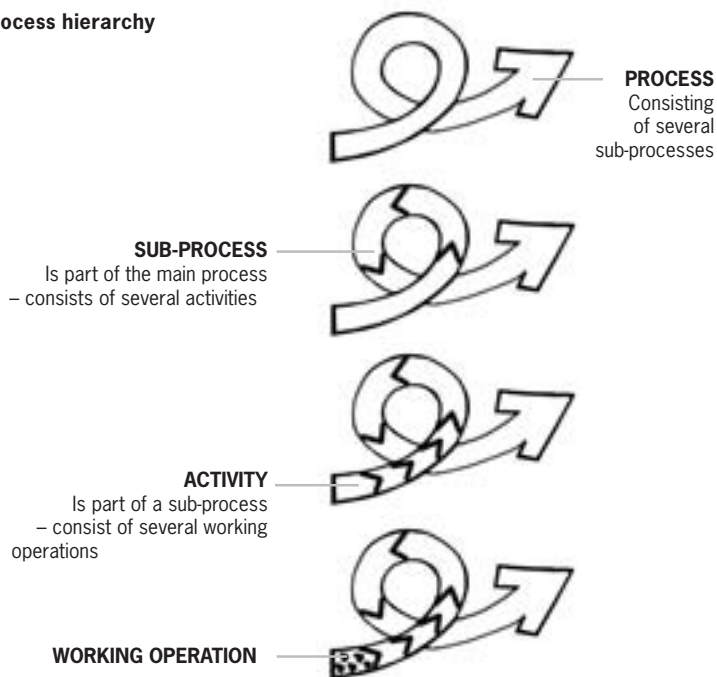 ocess hierarchy
PROCESS
Consisting
of several
sub-processes
SUB-PROCESS
Is part of the main process
– consists of several activities
ACTIVITY
Is part of a sub-process
– consist of several working
operations
WORKING OPERATION